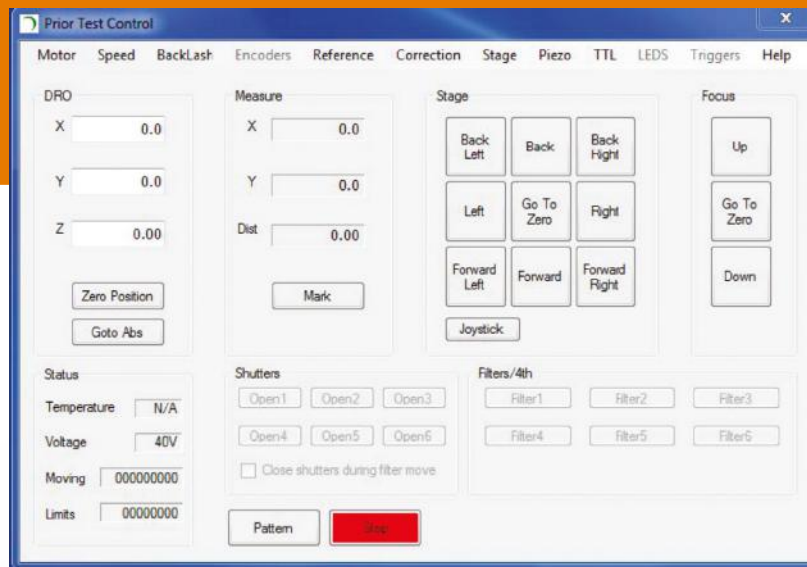 Prior Test Control
X
Motor Speed BackLash Encoders Reference Correction Stage Piezo TTL LEDS Triggers Help
DRO
X 0.0
Y 0.0
Z 0.00
Zero Position
Goto Abs
Measure
X 0.0
Y 0.0
Dist 0.00
Mark
Stage
Back Left
Back
Back Right
Left
Go To Zero
Right
Forward Left
Forward
Forward Right
Joystick
Focus
Up
Go To Zero
Down
Status
Temperature N/A
Voltage 40V
Moving 000000000
Limits 00000000
Shutters
Open1 Open2 Open3
Open4 Open5 Open6
Close shutters during filter move
Filters/4th
Filter1 Filter2 Filter3
Filter4 Filter5 Filter6
Pattern
Stop